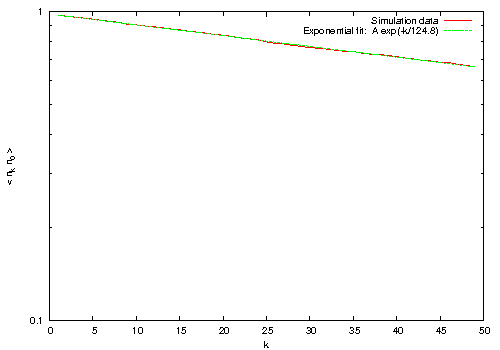 1
Simulation data
Exponential fit: A exp(-k/124.8)
< n_k n_0 >
0.1
0 5 10 15 20 25 30 35 40 45 50
k